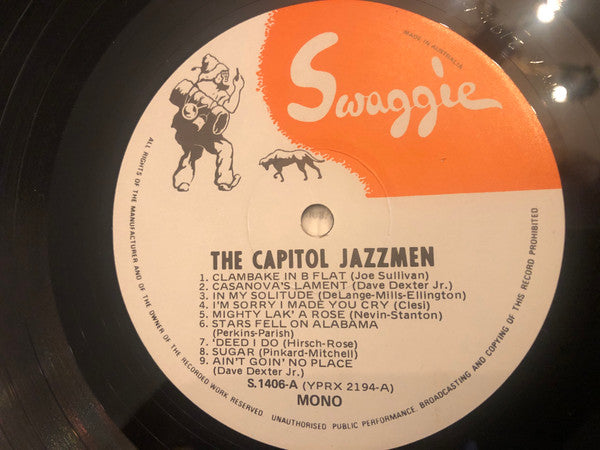 Swaggie
MADE IN AUSTRALIA
THE CAPITOL JAZZMEN
1. CLAMBAKE IN B FLAT (Joe Sullivan)
2. CASANOVA'S LAMENT (Dave Dexter Jr.)
3. IN MY SOLITUDE (DeLange-Mills-Ellington)
4. I'M SORRY I MADE YOU CRY (Clesi)
5. MIGHTY LAK' A ROSE (Nevin-Stanton)
6. STARS FELL ON ALABAMA
(Perkins-Parish)
7. 'DEED I DO (Hirsch-Rose)
8. SUGAR (Pinkard-Mitchell)
9. AIN'T GOIN' NO PLACE
(Dave Dexter Jr.)
S.1406-A (YPRX 2194-A)
MONO
ALL RIGHTS OF THE MANUFACTURER AND OF THE OWNER OF THE RECORDED WORK RESERVED UNAUTHORISED PUBLIC PERFORMANCE, BROADCASTING AND COPYING OF THIS RECORD PROHIBITED